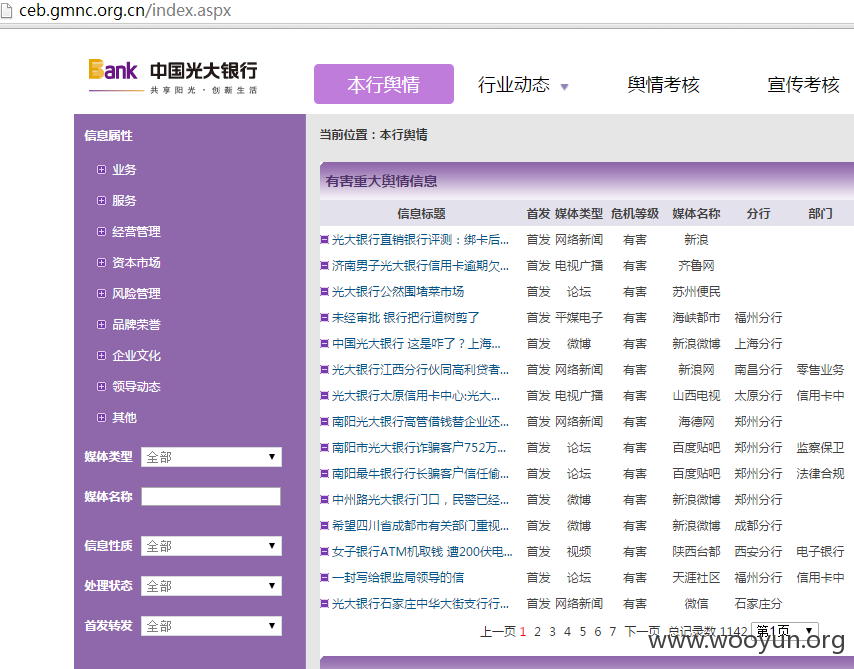 ceb.gmnc.org.cn/index.aspx
Bank 中国光大银行
共享阳光·创新生活
本行舆情 行业动态 舆情考核 宣传考核
信息属性
业务
服务
经营管理
资本市场
风险管理
品牌荣誉
企业文化
领导动态
其他
媒体类型 全部
媒体名称
信息性质 全部
处理状态 全部
首发转发 全部
当前位置：本行舆情
有害重大舆情信息
信息标题 首发 媒体类型 危机等级 媒体名称 分行 部门
光大银行直销银行评测：绑卡后... 首发 网络新闻 有害 新浪
济南男子光大银行信用卡逾期欠... 首发 电视广播 有害 齐鲁网
光大银行公然围堵菜市场 首发 论坛 有害 苏州便民
未经审批 银行把行道树剪了 首发 平媒电子 有害 海峡都市 福州分行
中国光大银行 这是咋了？上海... 首发 微博 有害 新浪微博 上海分行
光大银行江西分行伙同高利贷者... 首发 网络新闻 有害 新浪网 南昌分行 零售业务
光大银行太原信用卡中心:光大... 首发 电视广播 有害 山西电视 太原分行 信用卡中
南阳光大银行高管借钱替企业还... 首发 网络新闻 有害 海德网 郑州分行
南阳市光大银行诈骗客户752万... 首发 论坛 有害 百度贴吧 郑州分行 监察保卫
南阳最牛银行行长骗客户信任偷... 首发 论坛 有害 百度贴吧 郑州分行 法律合规
中州路光大银行门口，民警已经... 首发 微博 有害 新浪微博 郑州分行
希望四川省成都市有关部门重视... 首发 微博 有害 新浪微博 成都分行
女子银行ATM机取钱 遭200伏电... 首发 视频 有害 陕西台都 西安分行 电子银行
一封写给银监局领导的信 首发 论坛 有害 天涯社区 福州分行 信用卡中
光大银行石家庄中华大街支行行... 首发 网络新闻 有害 微信 石家庄分
上一页 1 2 3 4 5 6 7 下一页 总记录数 1142 第1页
www.wooyun.org